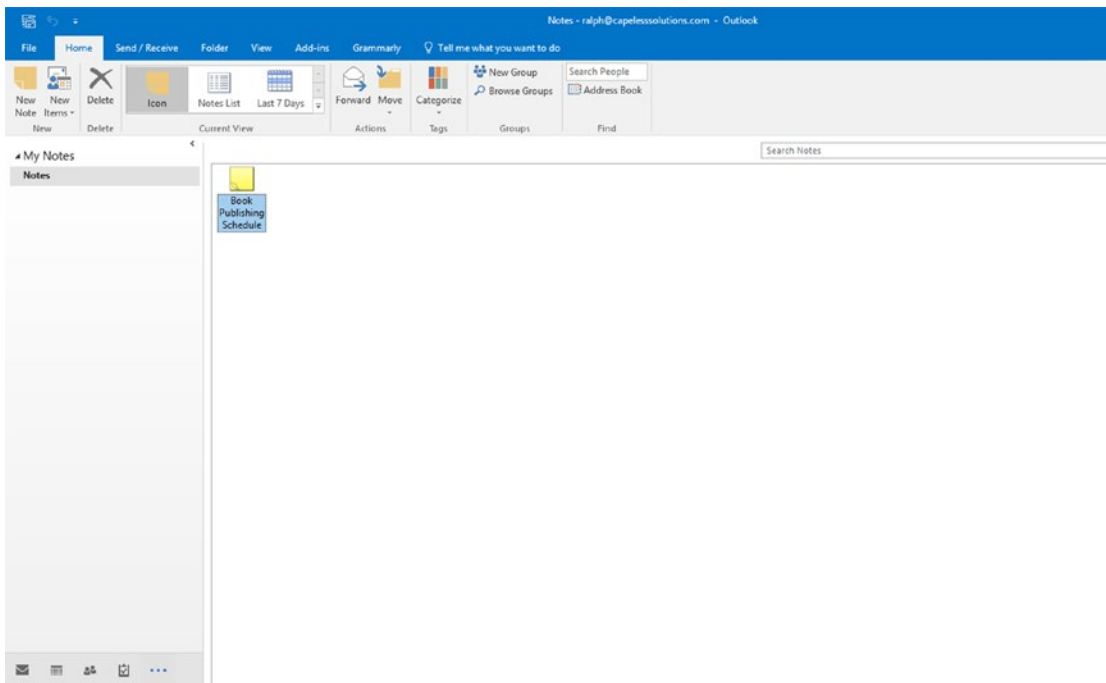 Notes - ralph@capelesssolutions.com - Outlook
File Home Send / Receive Folder View Add-ins Grammarly Tell me what you want to do
New Note
New Items
Delete
Icon
Notes List
Last 7 Days
Forward
Move
Categorize
New Group
Browse Groups
Search People
Address Book
New Delete Current View Actions Tags Groups Find
My Notes
Notes
Search Notes
Book
Publishing
Schedule